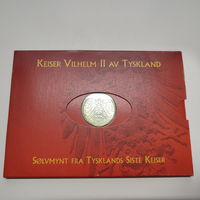 Keiser Vilhelm II av Tyskland
Sølvmynt fra Tysklands Siste Keiser